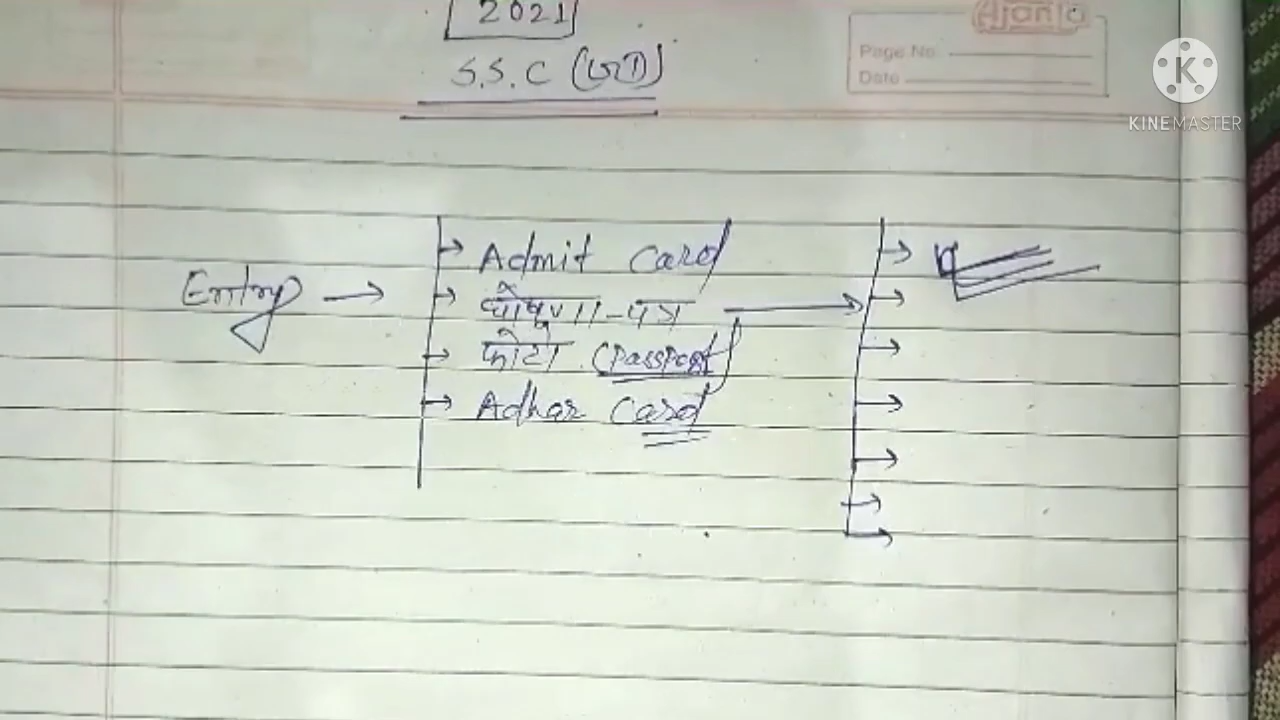 2021
S.S.C (GD)
Ajanta
Page No.
Date
K
KINEMASTER
Entry
Admit Card
घोषणा-पत्र
फोटो (Passport)
Adhar Card